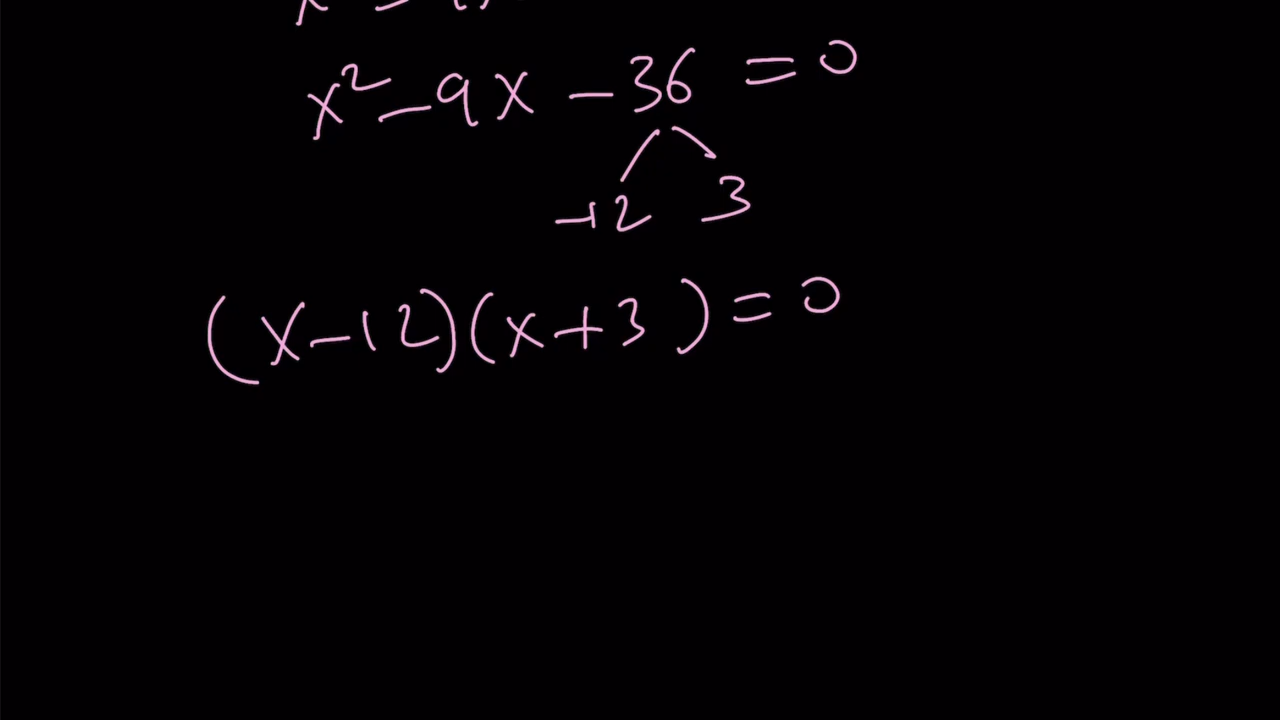 x² - 9x - 36 = 0
-12 3
(x-12)(x+3) = 0